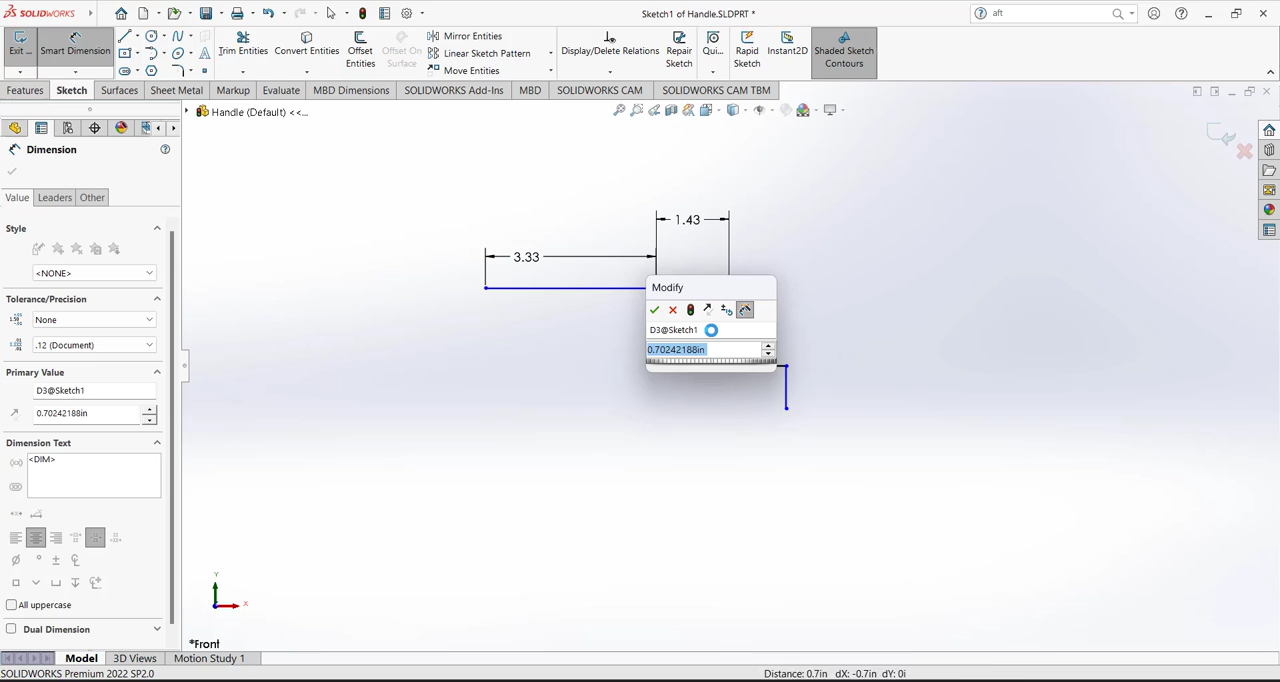 SOLIDWORKS
Sketch1 of Handle.SLDPRT *
aft
Exit ...
Smart Dimension
Trim Entities
Convert Entities
Offset Entities
Offset On Surface
Mirror Entities
Linear Sketch Pattern
Move Entities
Display/Delete Relations
Repair Sketch
Qui...
Rapid Sketch
Instant2D
Shaded Sketch Contours
Features
Sketch
Surfaces
Sheet Metal
Markup
Evaluate
MBD Dimensions
SOLIDWORKS Add-Ins
MBD
SOLIDWORKS CAM
SOLIDWORKS CAM TBM
Handle (Default) <<...
Dimension
Value
Leaders
Other
Style
<NONE>
Tolerance/Precision
None
.12 (Document)
Primary Value
D3@Sketch1
0.70242188in
Dimension Text
<DIM>
All uppercase
Dual Dimension
1.43
3.33
Modify
D3@Sketch1
0.70242188in
Y
X
*Front
Model
3D Views
Motion Study 1
SOLIDWORKS Premium 2022 SP2.0
Distance: 0.7in dX: -0.7in dY: 0i